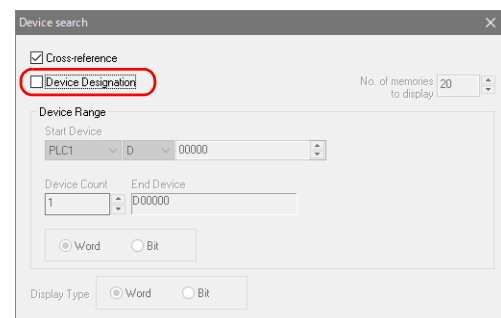 Device search
Cross-reference
Device Designation
No. of memories to display 20
Device Range
Start Device
PLC1 D 00000
Device Count End Device
1 D00000
Word Bit
Display Type Word Bit